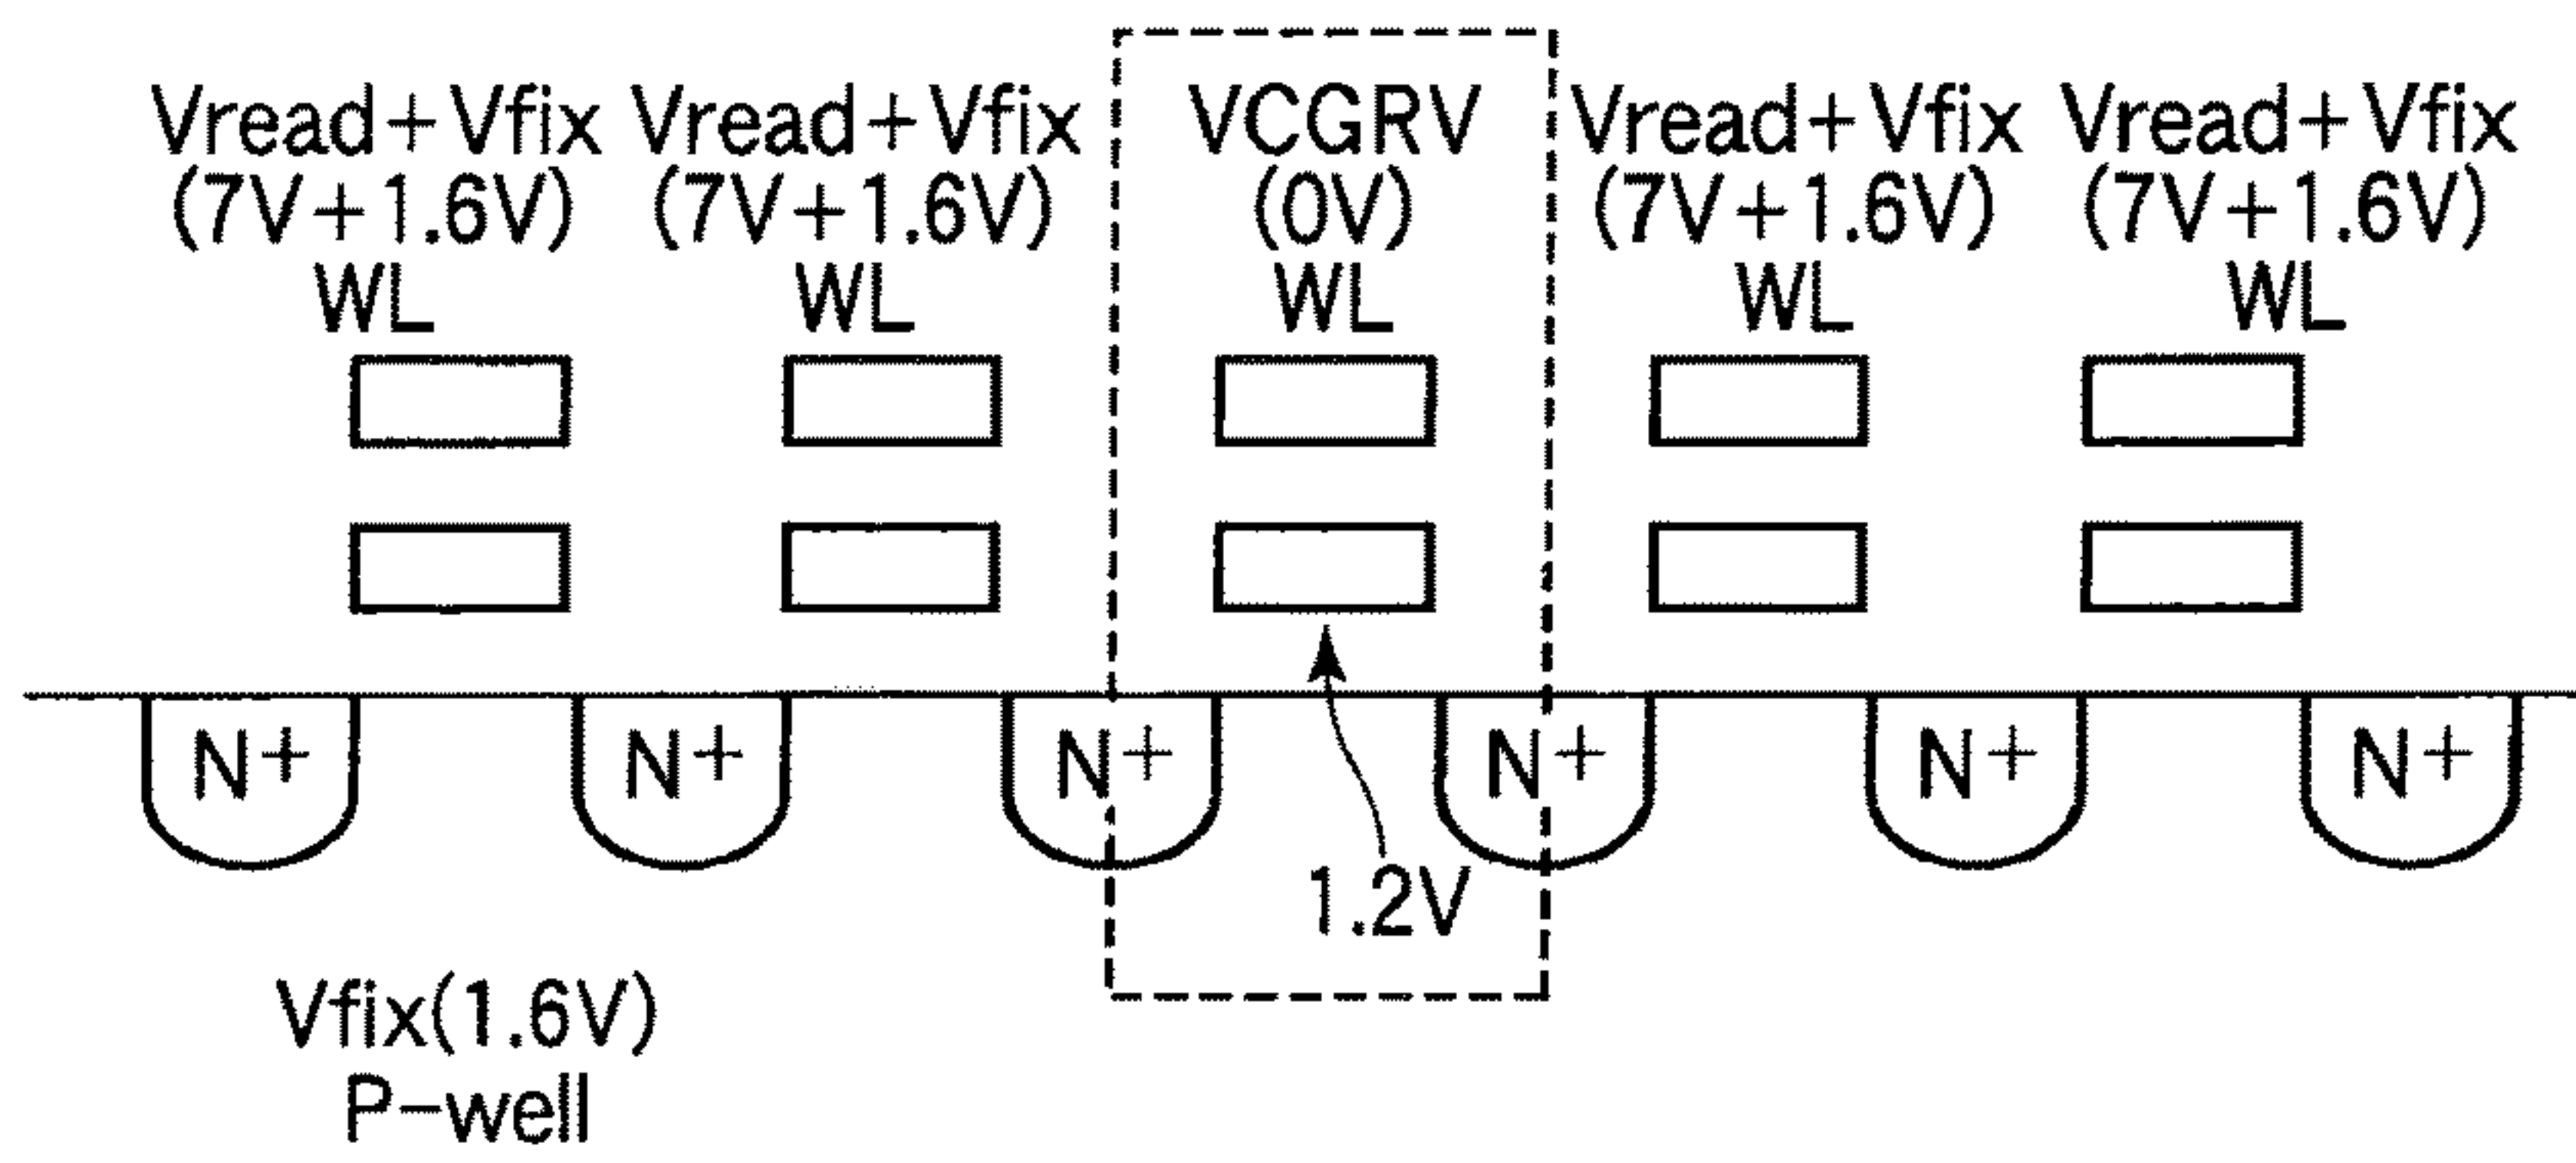 Vread+Vfix Vread+Vfix VCGRV Vread+Vfix Vread+Vfix
(7V+1.6V) (7V+1.6V) (0V) (7V+1.6V) (7V+1.6V)
WL WL WL WL WL
N+ N+ N+ N+ N+ N+
1.2V
Vfix(1.6V)
P-well